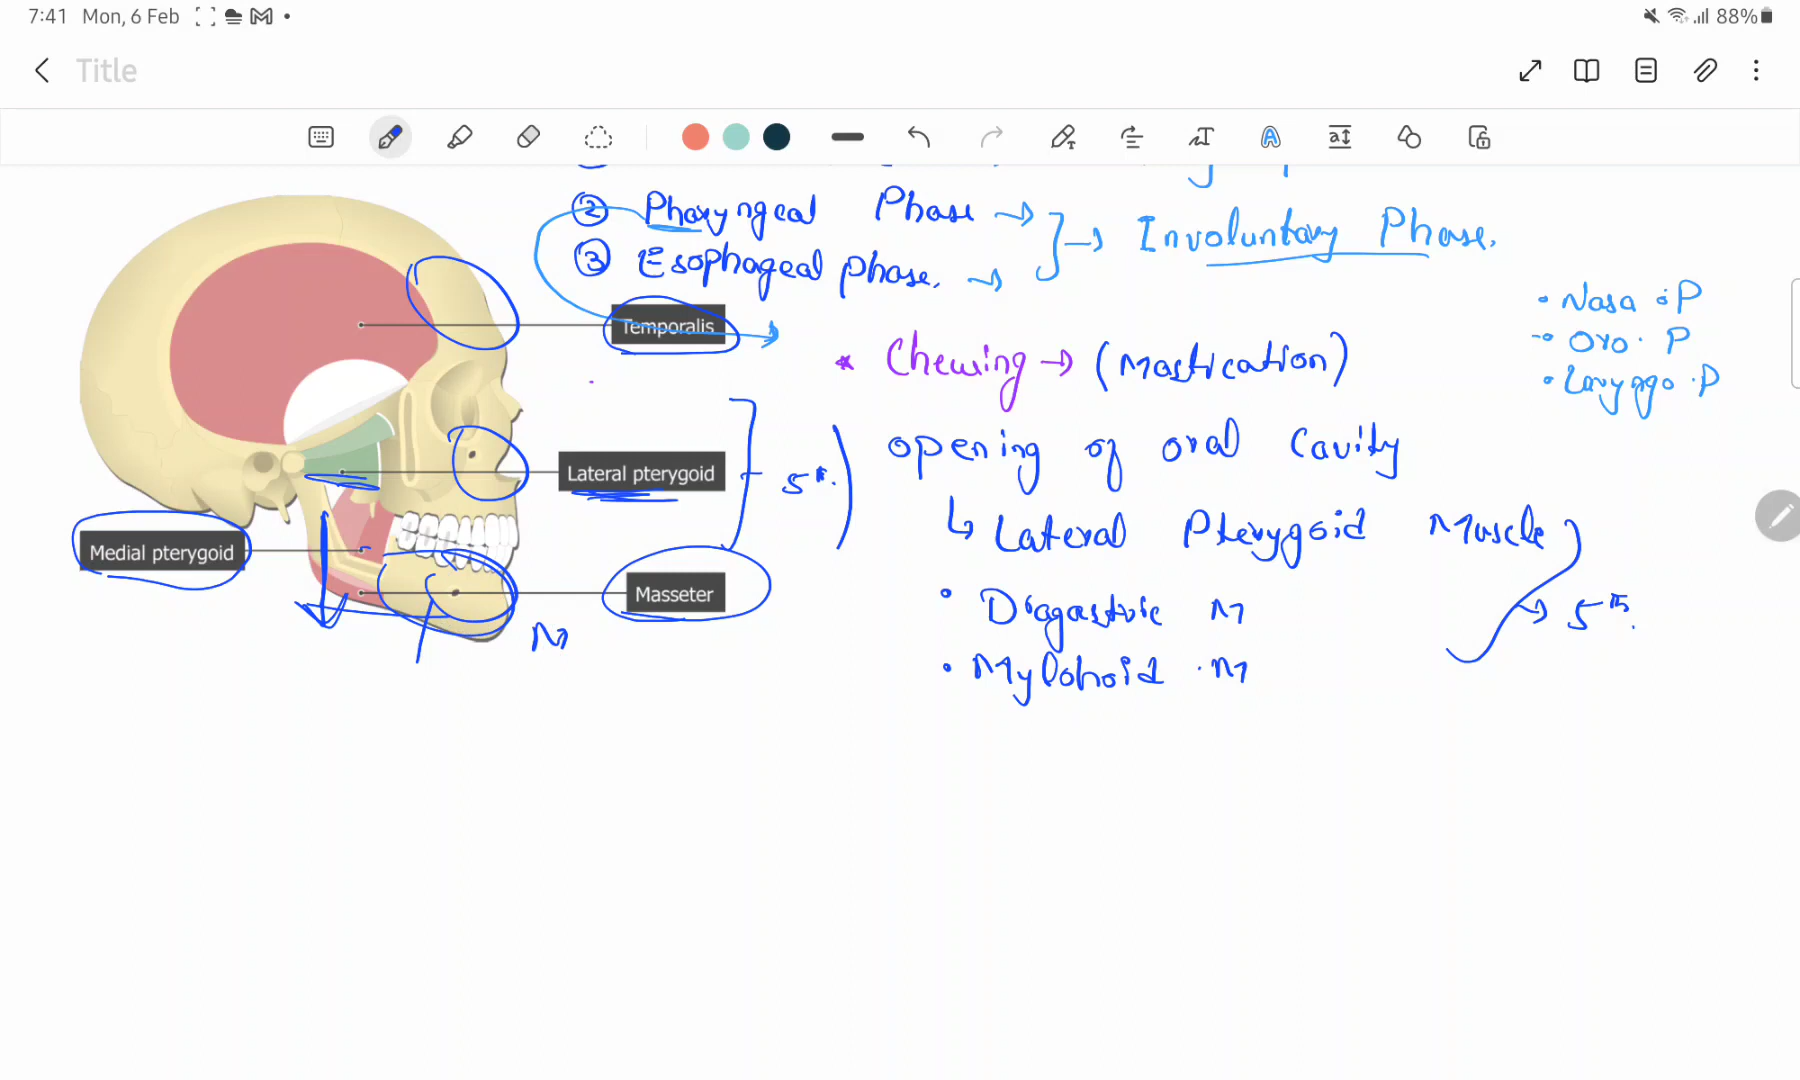 7:41 Mon, 6 Feb
88%
Title
② Pharyngeal Phase →
③ Esophageal phase. →
→ Involuntary Phase.
• Nasa • P
• Oro • P
• Laryngo • P
Temporalis
* Chewing → (Mastication)
Lateral pterygoid
5th.
opening of oral cavity
↳ Lateral Pterygoid Muscle
Medial pterygoid
Masseter
M
• Diagastric M
→ 5th.
• Mylohoid • M